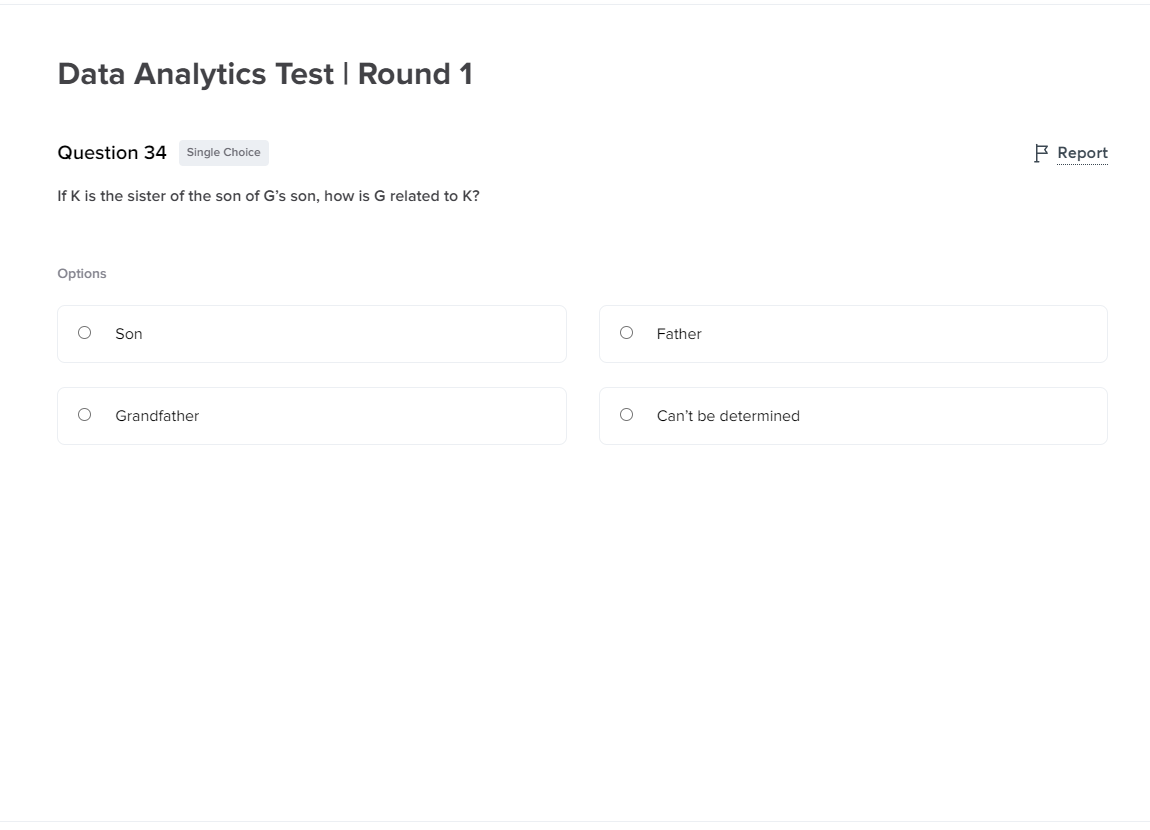 Data Analytics Test | Round 1
Question 34 Single Choice Report
If K is the sister of the son of G’s son, how is G related to K?
Options
Son Father
Grandfather Can’t be determined